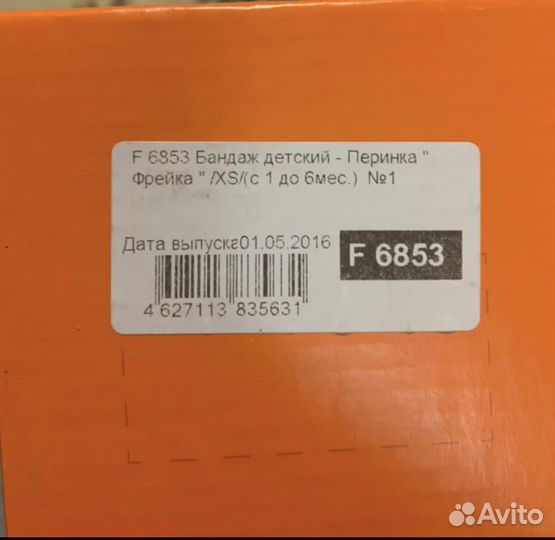 F 6853 Бандаж детский - Перинка "
Фрейка " /XS/(с 1 до 6мес.) №1
Дата выпуска01.05.2016
F 6853
4 627113 835631
Avito